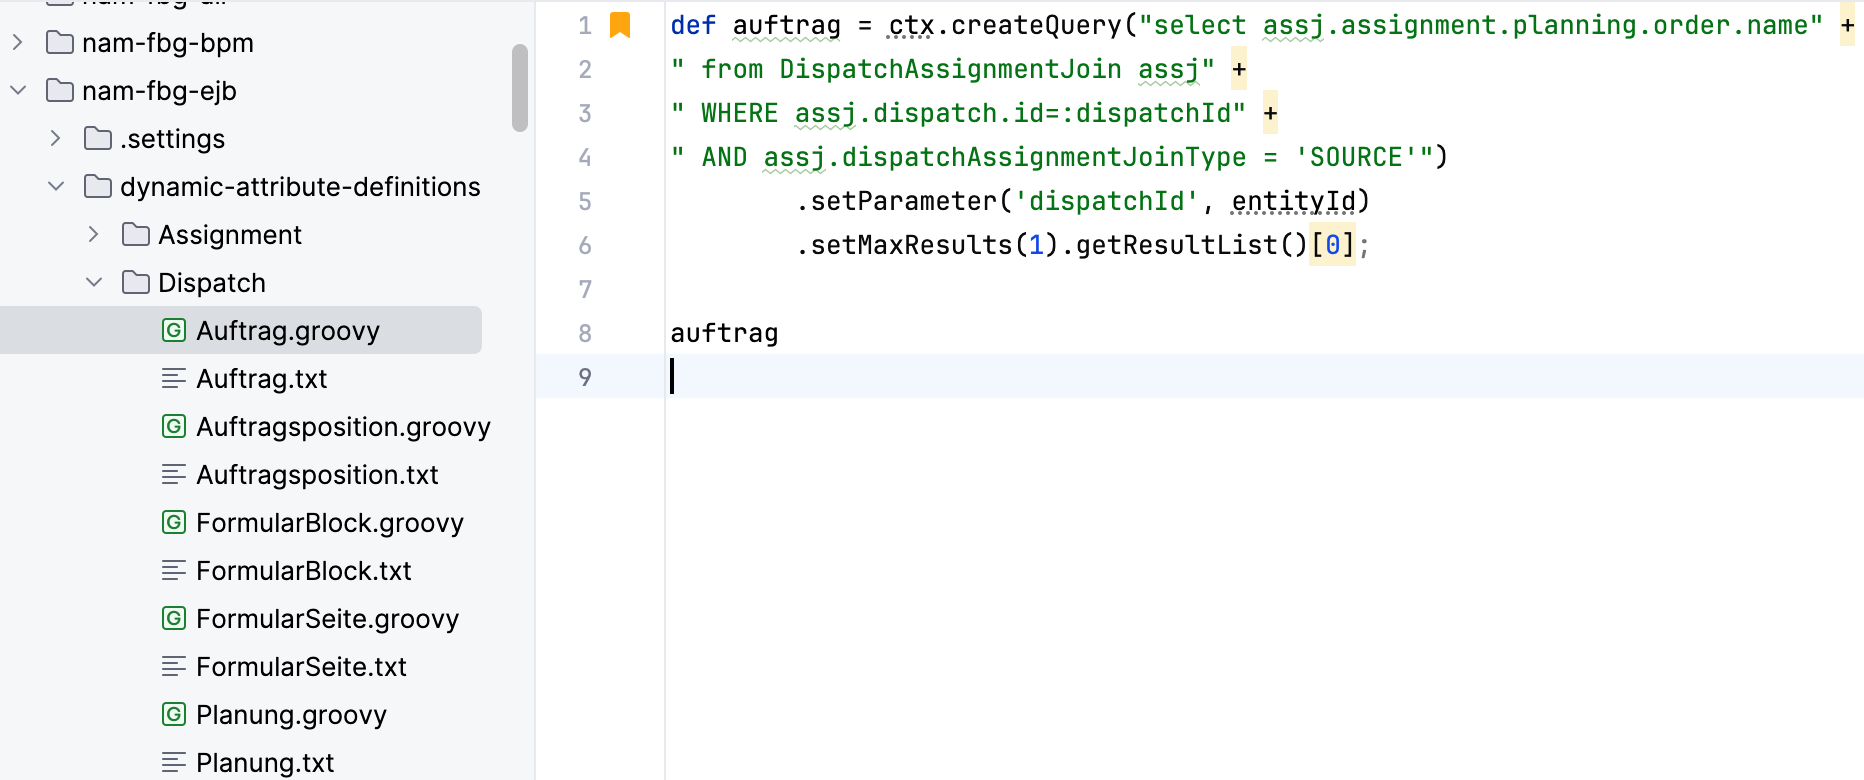 nam-fbg-bpm
nam-fbg-ejb
.settings
dynamic-attribute-definitions
Assignment
Dispatch
Auftrag.groovy
Auftrag.txt
Auftragsposition.groovy
Auftragsposition.txt
FormularBlock.groovy
FormularBlock.txt
FormularSeite.groovy
FormularSeite.txt
Planung.groovy
Planung.txt
1 def auftrag = ctx.createQuery("select assj.assignment.planning.order.name" +
2 " from DispatchAssignmentJoin assj" +
3 " WHERE assj.dispatch.id=:dispatchId" +
4 " AND assj.dispatchAssignmentJoinType = 'SOURCE'")
5 .setParameter('dispatchId', entityId)
6 .setMaxResults(1).getResultList()[0];
7
8 auftrag
9